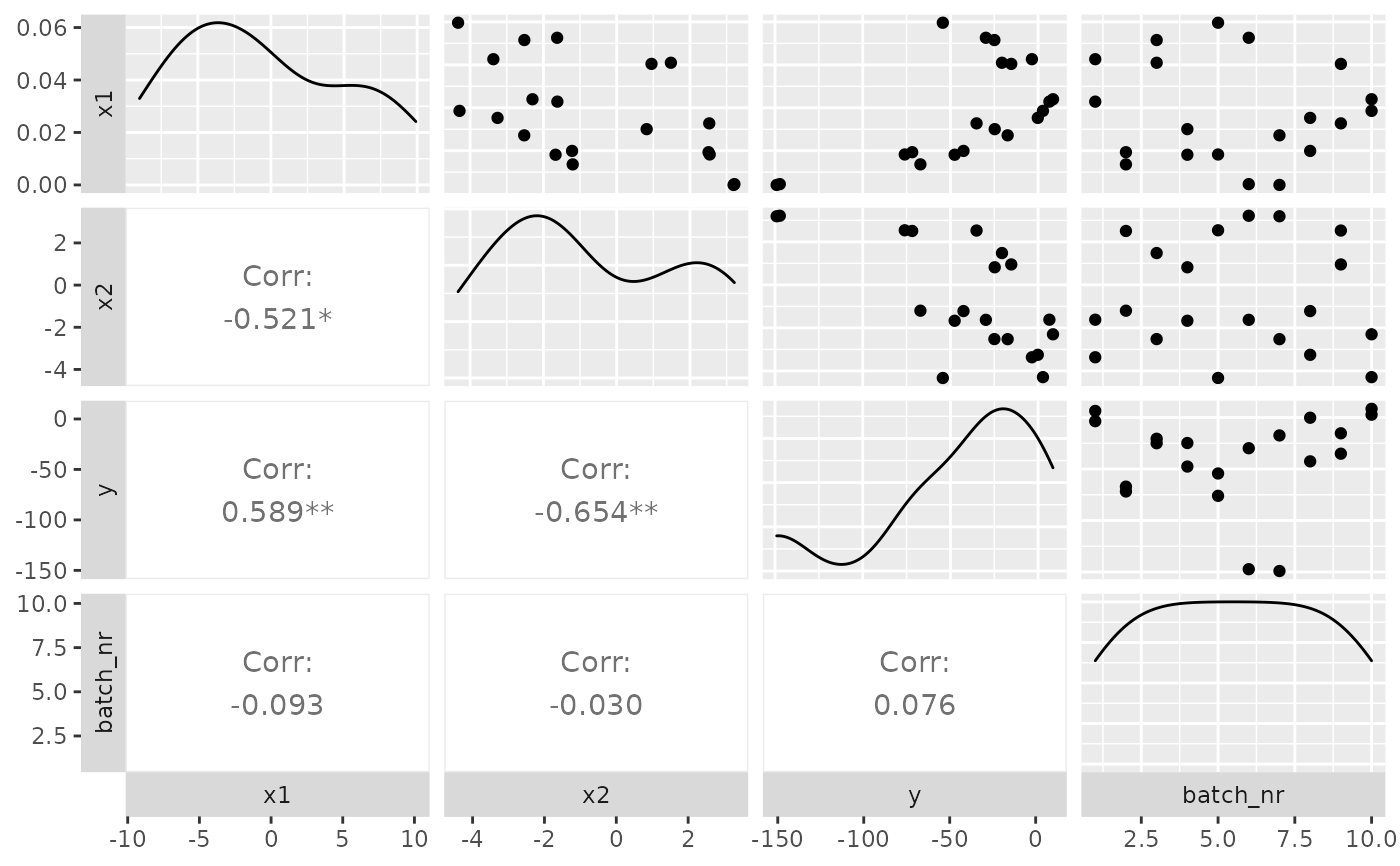 0.06
0.04
0.02
0.00
x1
2
0
-2
-4
x2
Corr:
-0.521*
0
-50
-100
-150
y
Corr:
0.589**
Corr:
-0.654**
10.0
7.5
5.0
2.5
batch_nr
Corr:
-0.093
Corr:
-0.030
Corr:
0.076
x1
x2
y
batch_nr
-10 -5 0 5 10
-4 -2 0 2
-150 -100 -50 0
2.5 5.0 7.5 10.0